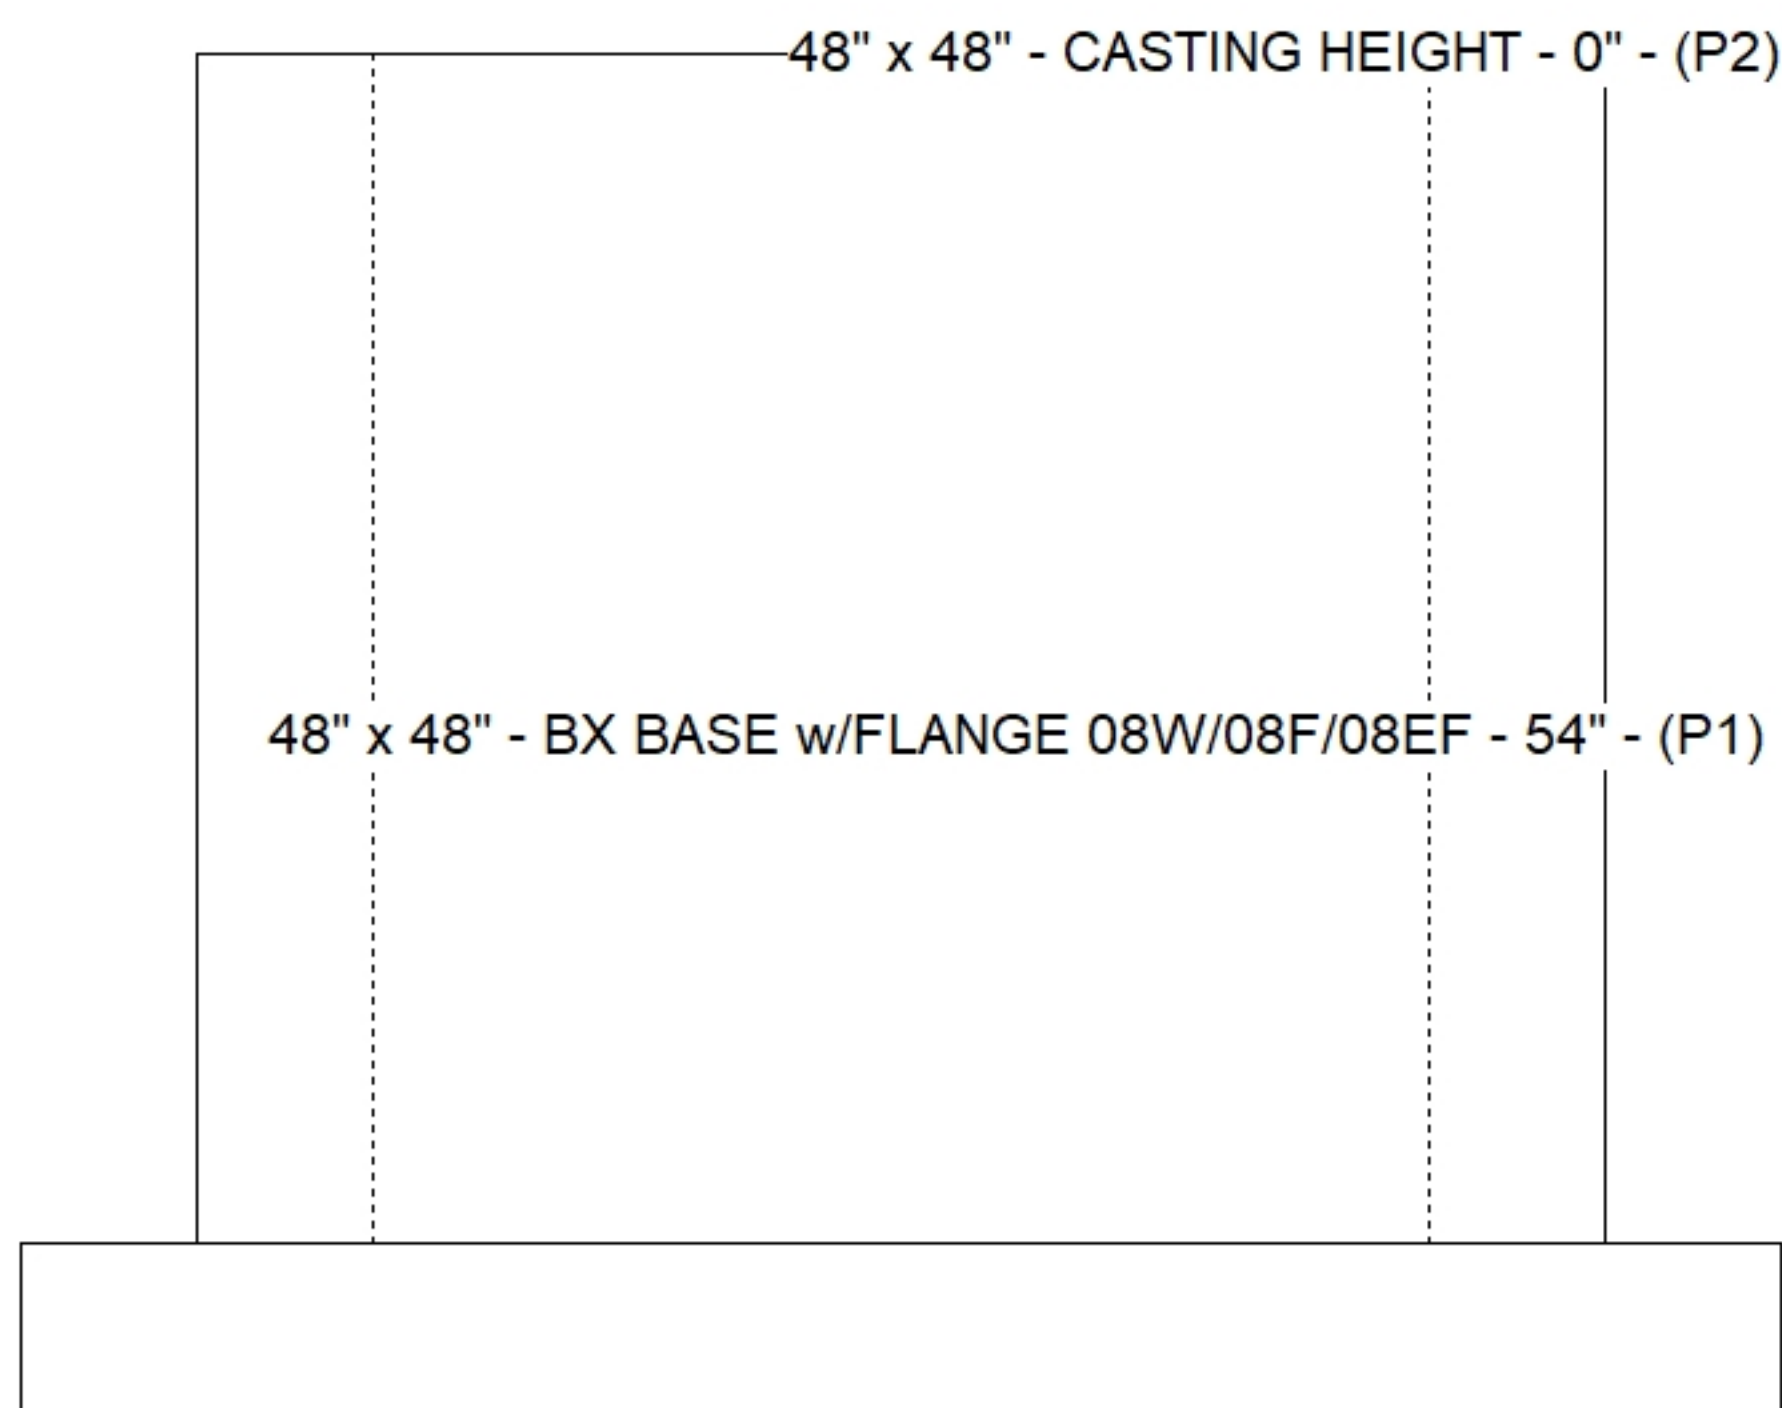 48" x 48" - CASTING HEIGHT - 0" - (P2)
48" x 48" - BX BASE w/FLANGE 08W/08F/08EF - 54" - (P1)